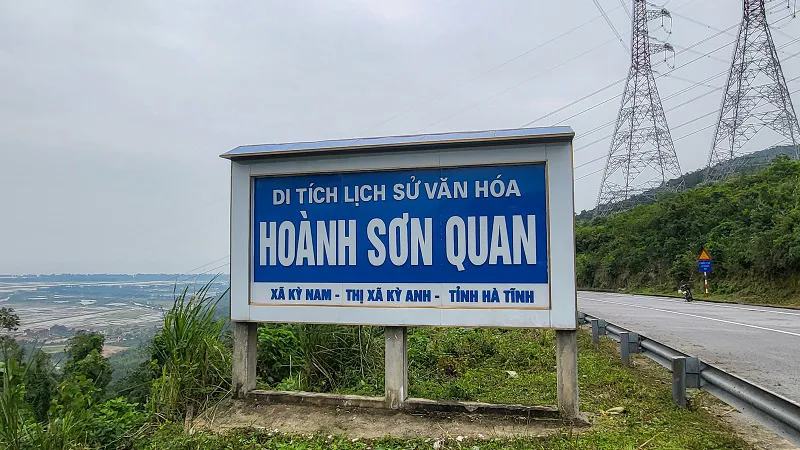 DI TÍCH LỊCH SỬ VĂN HÓA
HOÀNH SƠN QUAN
XÃ KỲ NAM - THỊ XÃ KỲ ANH - TỈNH HÀ TĨNH